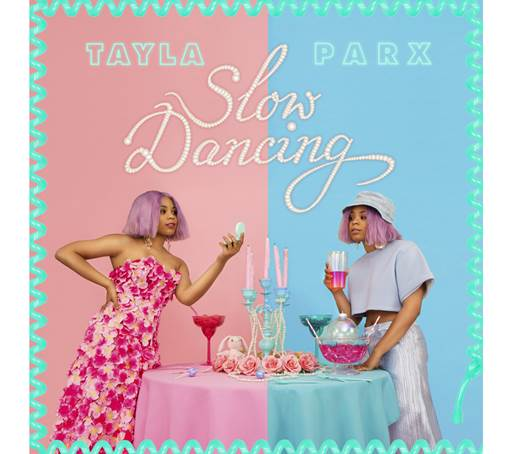 TAYLA PARX
Slow
Dancing